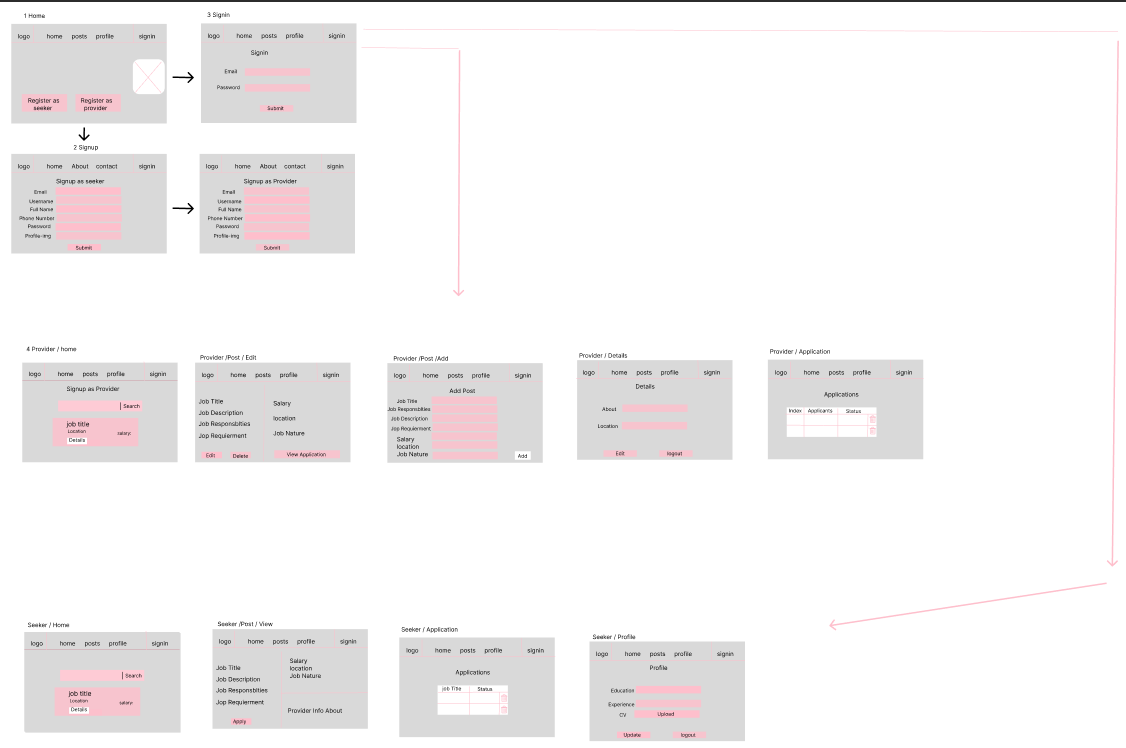 1 Home
logo home posts profile signin
Register as
seeker
Register as
provider
3 Signin
logo home posts profile signin
Signin
Email
Password
Submit
2 Signup
logo home About contact signin
Signup as seeker
Email
Username
Full Name
Phone Number
Password
Profile-img
Submit
logo home About contact signin
Signup as Provider
Email
Username
Full Name
Phone Number
Password
Profile-img
Submit
4 Provider / home
logo home posts profile signin
Signup as Provider
Search
job title
Location
salary:
Details
Provider /Post / Edit
logo home posts profile signin
Job Title
Job Description
Job Responsblties
Jop Requierment
Salary
location
Job Nature
Edit Delete View Application
Provider /Post /Add
logo home posts profile signin
Add Post
Job Title
Job Responsblties
Job Description
Jop Requierment
Salary
location
Job Nature
Add
Provider / Details
logo home posts profile signin
Details
About
Location
Edit logout
Provider / Application
logo home posts profile signin
Applications
Index Applicants Status
Seeker / Home
logo home posts profile signin
Search
job title
Location
salary:
Details
Seeker /Post / View
logo home posts profile signin
Job Title
Job Description
Job Responsblties
Jop Requierment
Apply
Salary
location
Job Nature
Provider Info About
Seeker / Application
logo home posts profile signin
Applications
job Title Status
Seeker / Profile
logo home posts profile signin
Profile
Education
Experience
CV Upload
Update logout